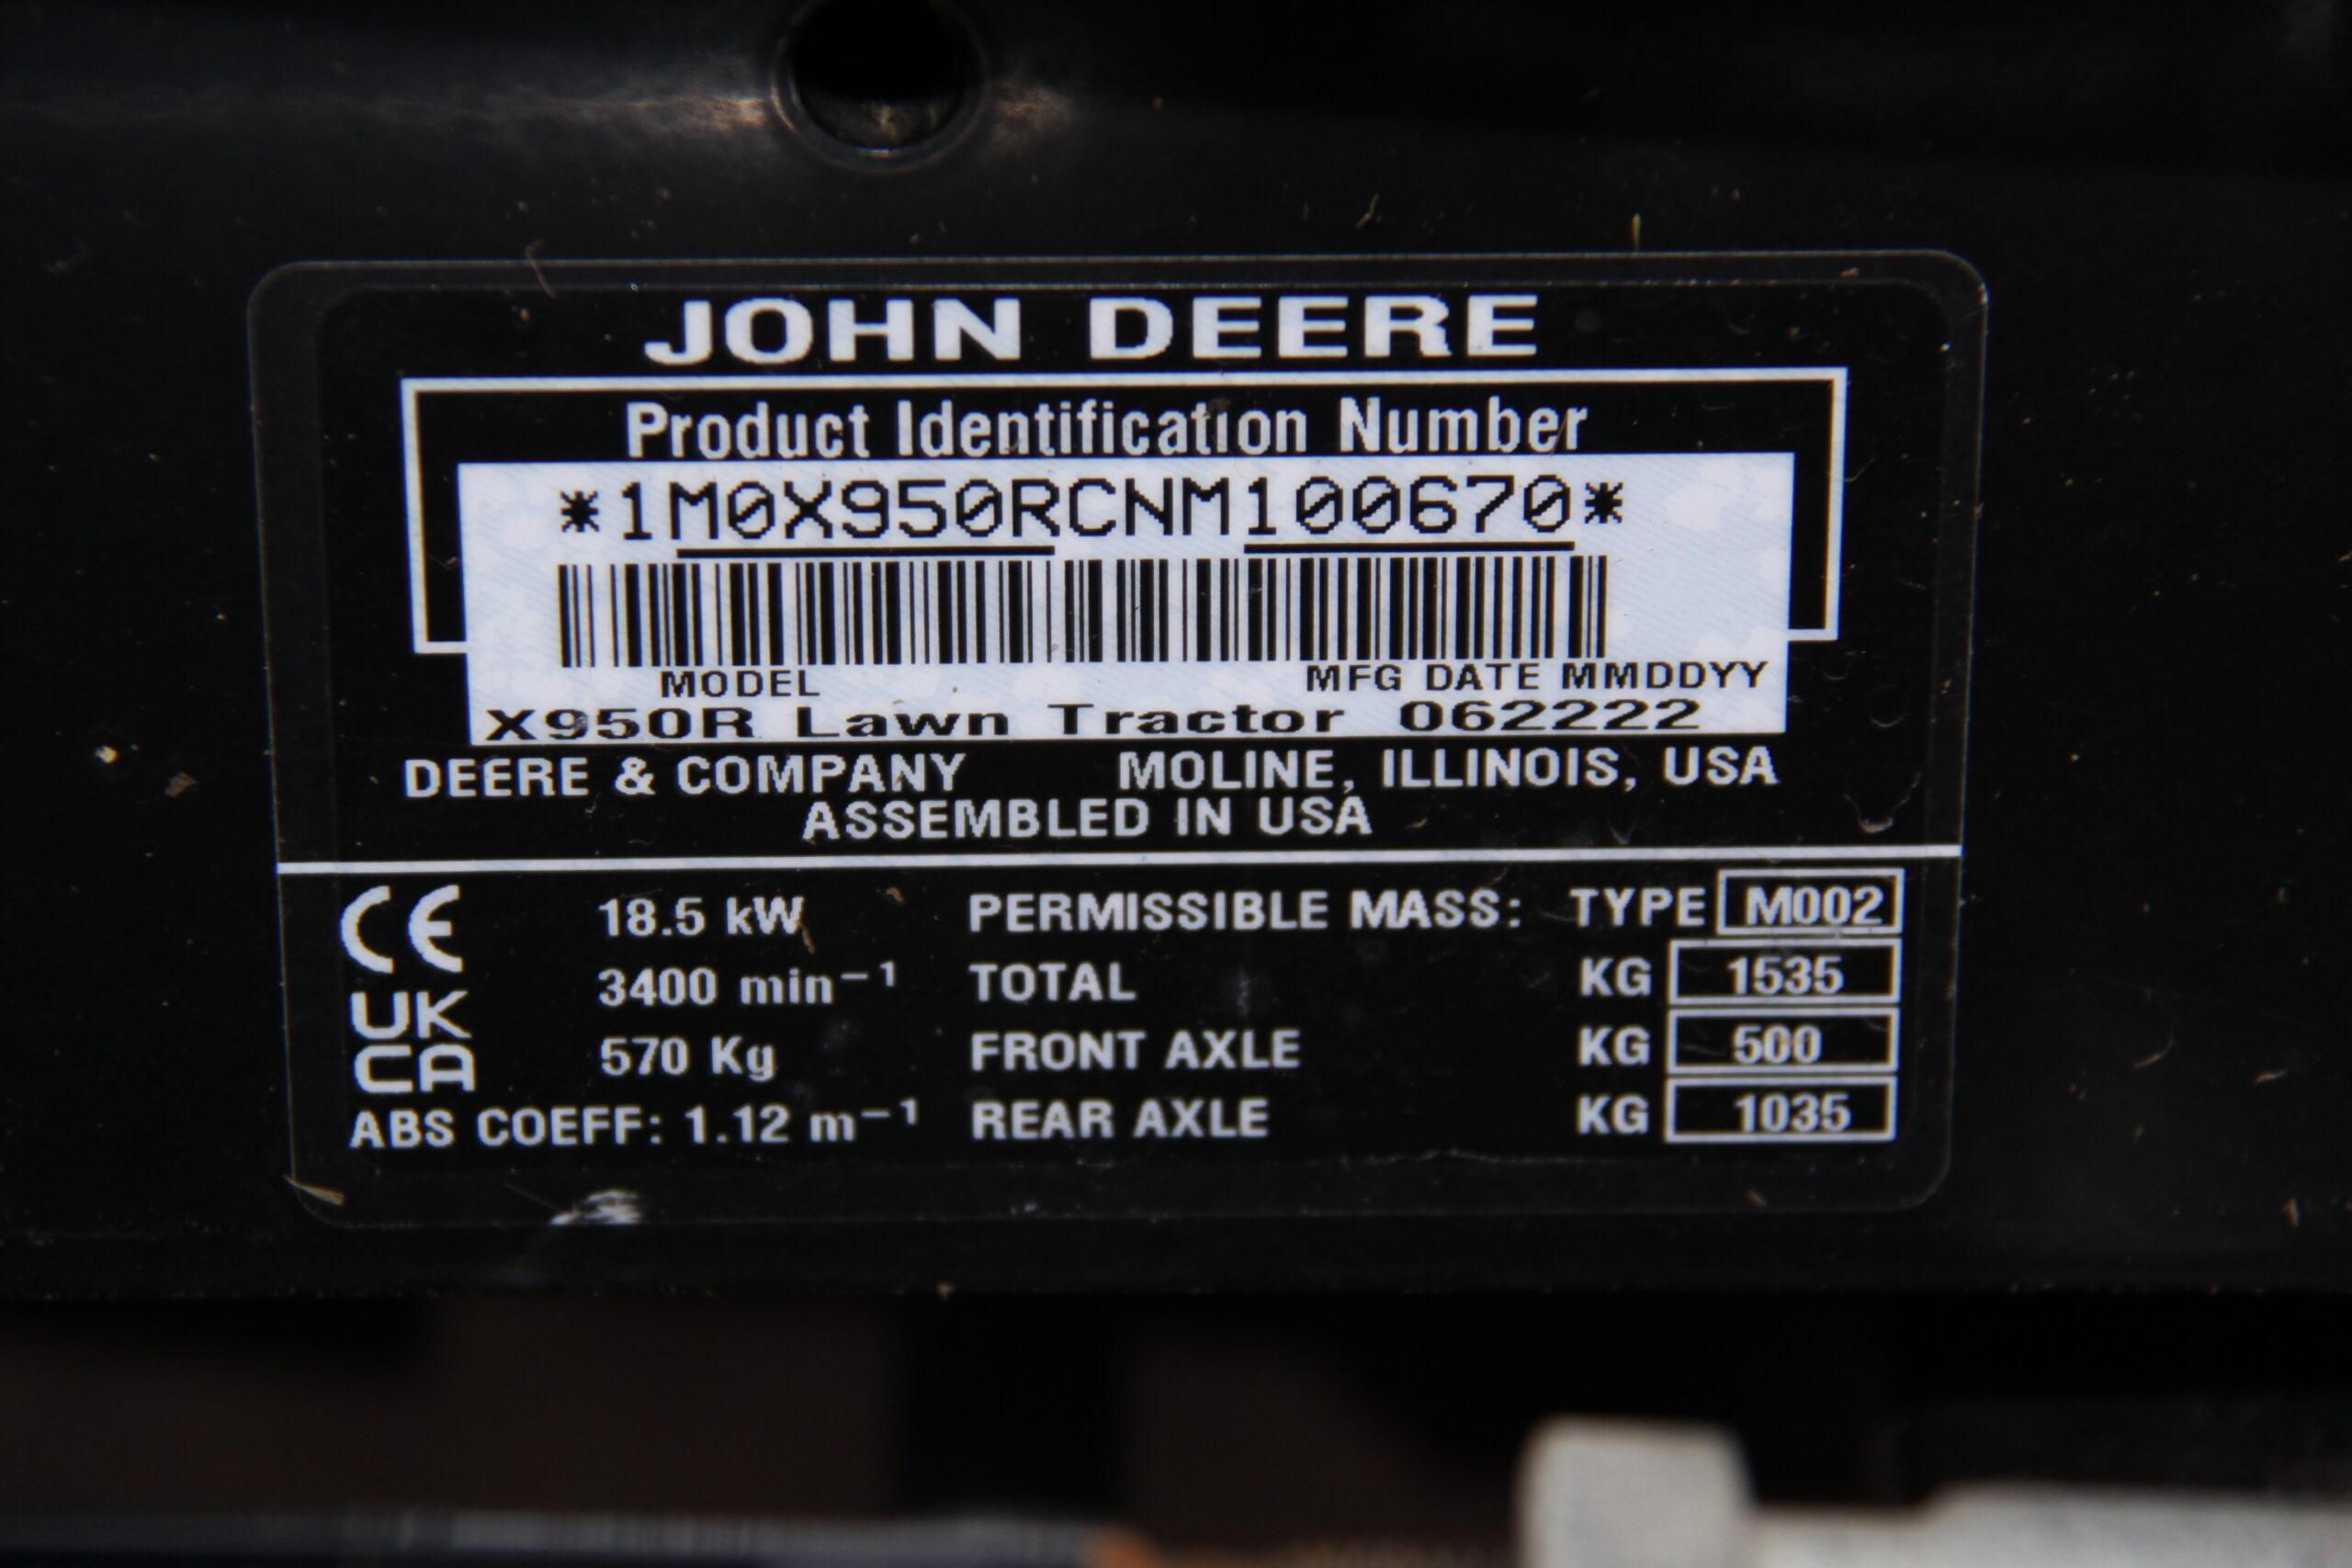 JOHN DEERE
Product Identification Number
*1M0X950RCNM100670*
MODEL MFG DATE MMDDYY
X950R Lawn Tractor 062222
DEERE & COMPANY MOLINE, ILLINOIS, USA
ASSEMBLED IN USA
CE 18.5 kW PERMISSIBLE MASS: TYPE M002
3400 min⁻¹ TOTAL KG 1535
UK
CA 570 Kg FRONT AXLE KG 500
ABS COEFF: 1.12 m⁻¹ REAR AXLE KG 1035